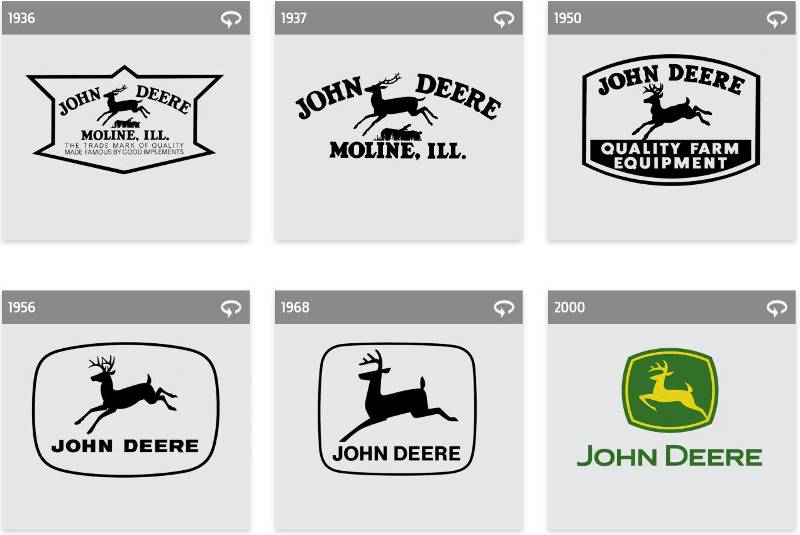 1936
JOHN DEERE
MOLINE, ILL.
THE TRADE MARK OF QUALITY
MADE FAMOUS BY GOOD IMPLEMENTS
1937
JOHN DEERE
MOLINE, ILL.
1950
JOHN DEERE
QUALITY FARM
EQUIPMENT
1956
JOHN DEERE
1968
JOHN DEERE
2000
JOHN DEERE